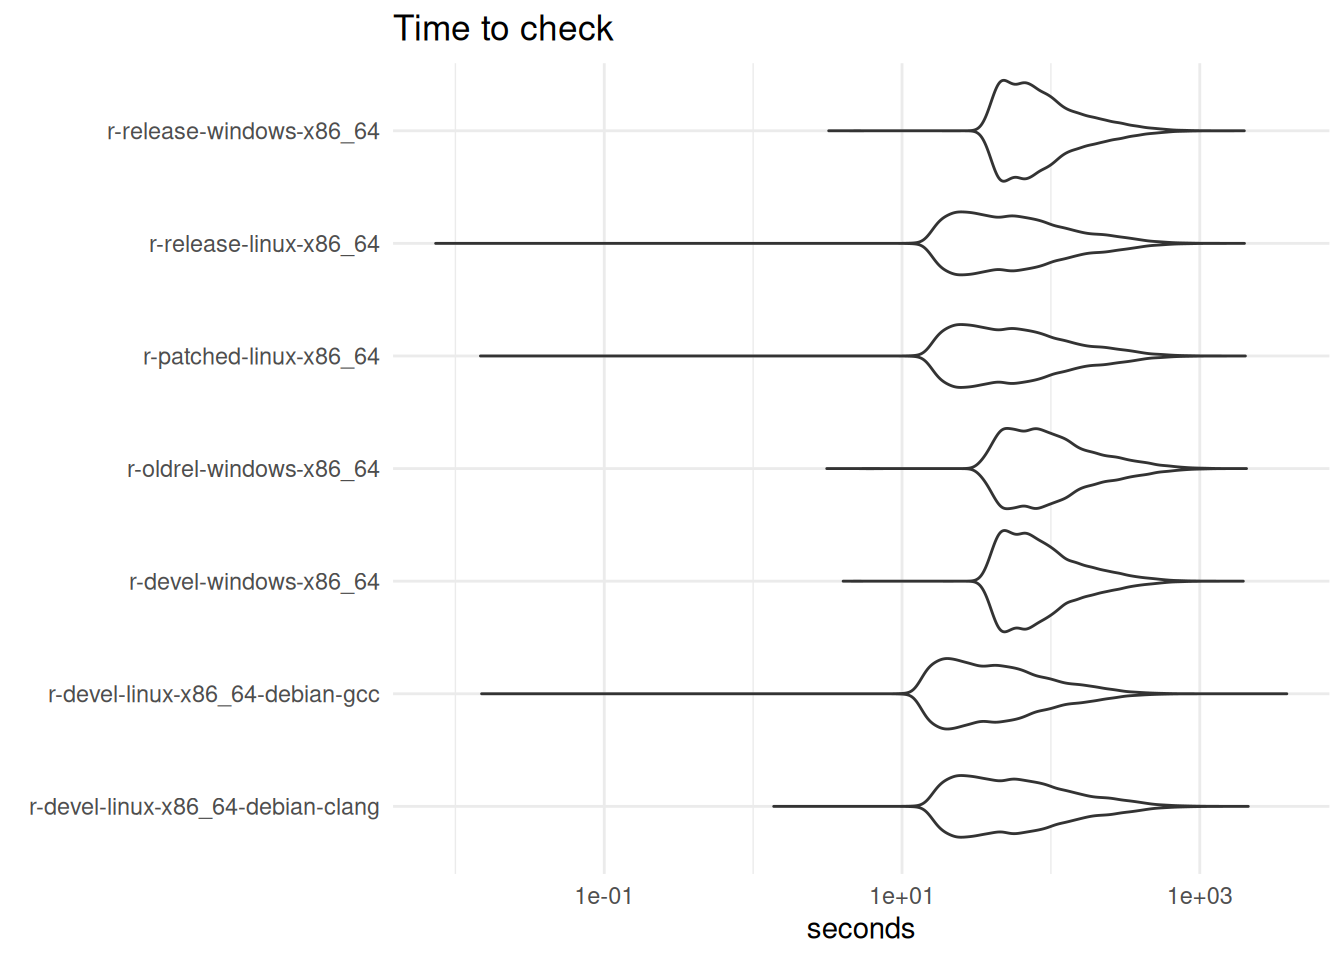 Time to check
r-release-windows-x86_64
r-release-linux-x86_64
r-patched-linux-x86_64
r-oldrel-windows-x86_64
r-devel-windows-x86_64
r-devel-linux-x86_64-debian-gcc
r-devel-linux-x86_64-debian-clang
1e-01 1e+01 1e+03
seconds